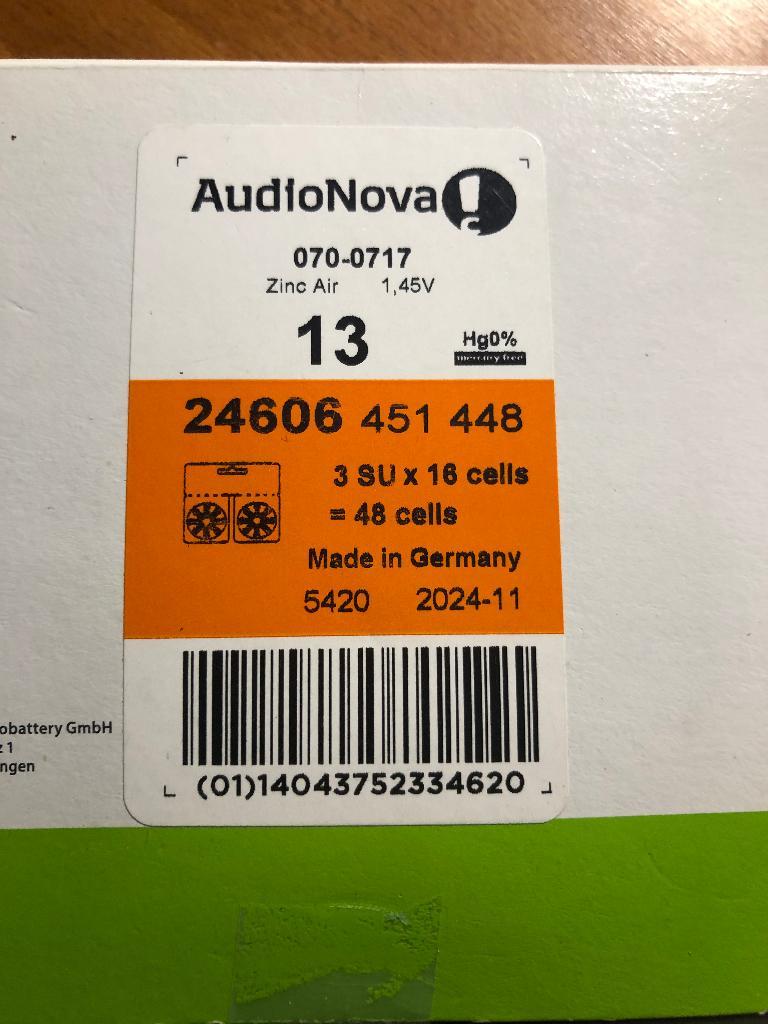 AudioNova
070-0717
Zinc Air 1,45V
13
Hg0%
mercury free
24606 451 448
3 SU x 16 cells
= 48 cells
Made in Germany
5420 2024-11
(01)14043752334620
obattery GmbH
z 1
ngen